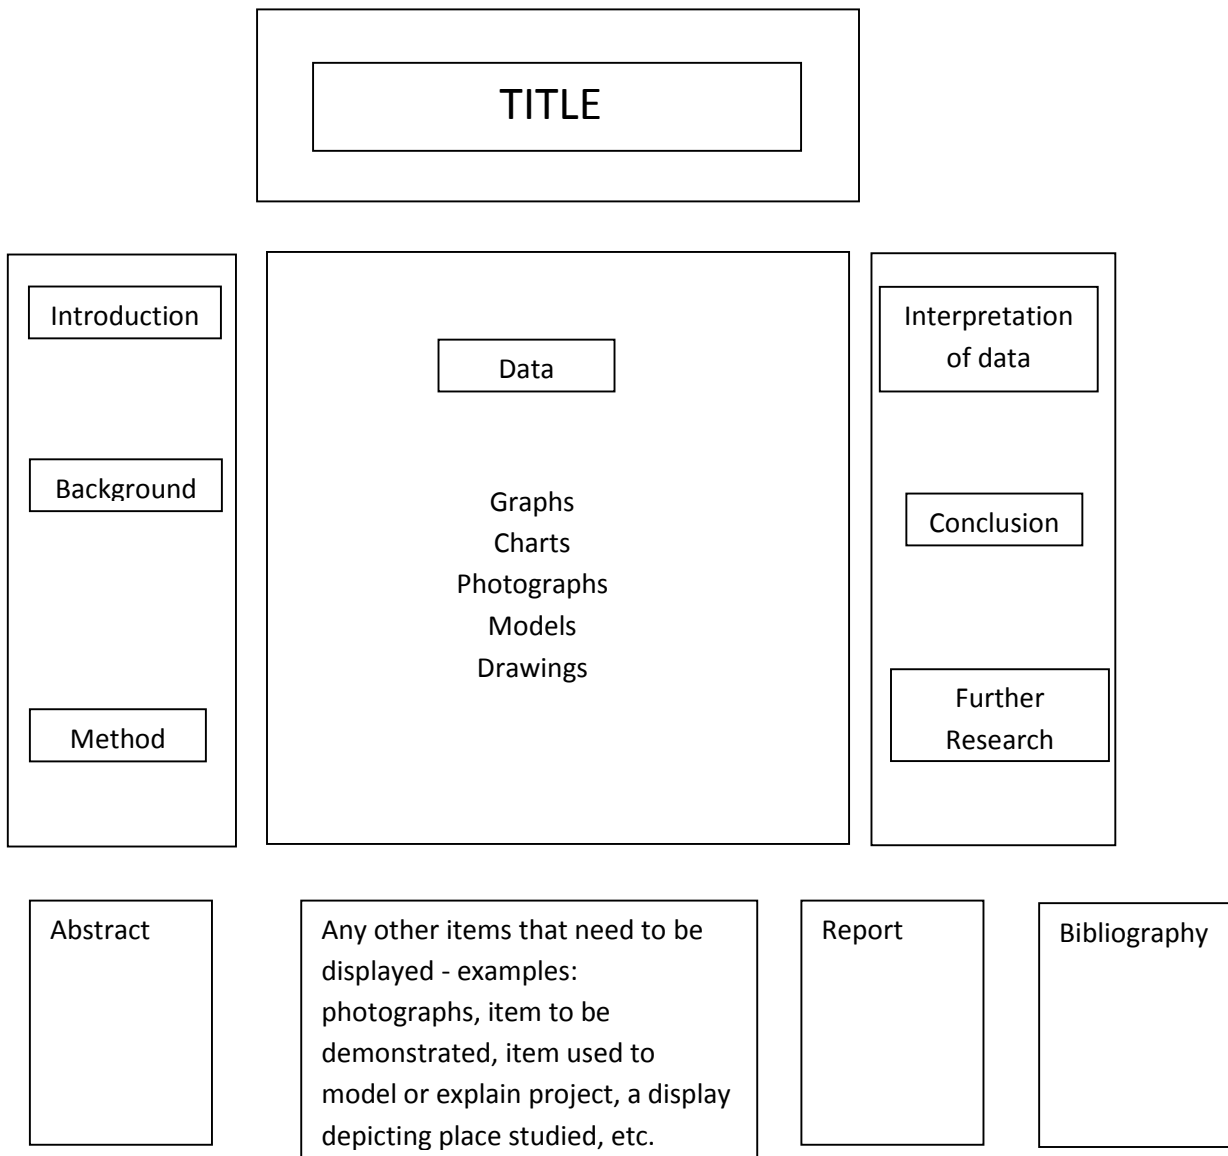 TITLE
Introduction
Background
Method
Data
Graphs
Charts
Photographs
Models
Drawings
Interpretation
of data
Conclusion
Further
Research
Abstract
Any other items that need to be
displayed - examples:
photographs, item to be
demonstrated, item used to
model or explain project, a display
depicting place studied, etc.
Report
Bibliography